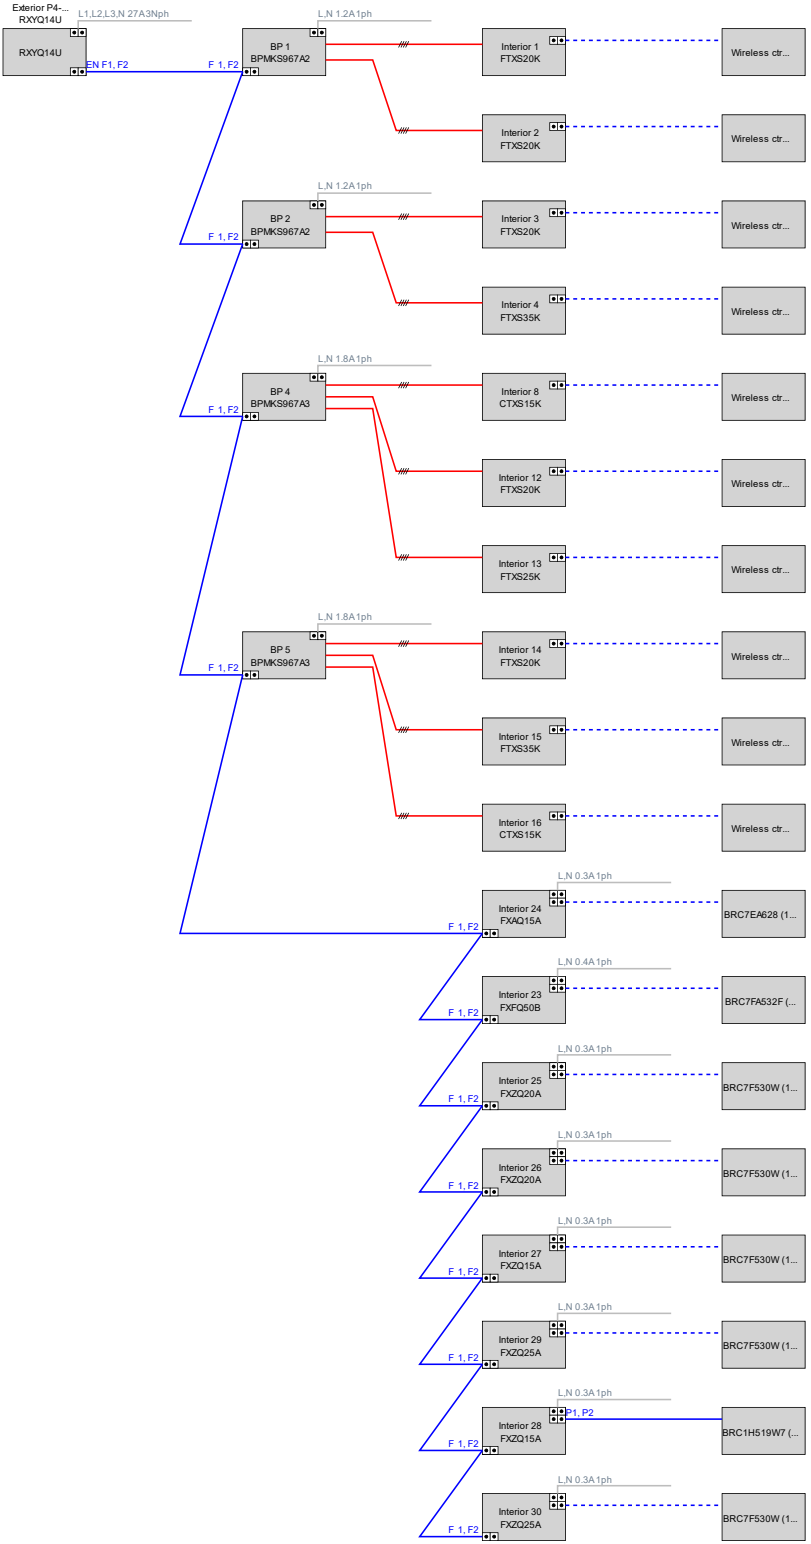 Exterior P4-...
RXYQ14U
L1,L2,L3,N 27A3Nph
RXYQ14U
EN F1, F2
F 1, F2
L,N 1.2A1ph
BP 1
BPMKS967A2
Interior 1
FTXS20K
Wireless ctr...
Interior 2
FTXS20K
Wireless ctr...
L,N 1.2A1ph
BP 2
BPMKS967A2
F 1, F2
Interior 3
FTXS20K
Wireless ctr...
Interior 4
FTXS35K
Wireless ctr...
L,N 1.8A1ph
BP 4
BPMKS967A3
F 1, F2
Interior 8
CTXS15K
Wireless ctr...
Interior 12
FTXS20K
Wireless ctr...
Interior 13
FTXS25K
Wireless ctr...
L,N 1.8A1ph
BP 5
BPMKS967A3
F 1, F2
Interior 14
FTXS20K
Wireless ctr...
Interior 15
FTXS35K
Wireless ctr...
Interior 16
CTXS15K
Wireless ctr...
L,N 0.3A1ph
Interior 24
FXAQ15A
F 1, F2
BRC7EA628 (1...
L,N 0.4A1ph
Interior 23
FXFQ50B
F 1, F2
BRC7FA532F (...
L,N 0.3A1ph
Interior 25
FXZQ20A
F 1, F2
BRC7F530W (1...
L,N 0.3A1ph
Interior 26
FXZQ20A
F 1, F2
BRC7F530W (1...
L,N 0.3A1ph
Interior 27
FXZQ15A
F 1, F2
BRC7F530W (1...
L,N 0.3A1ph
Interior 29
FXZQ25A
F 1, F2
BRC7F530W (1...
L,N 0.3A1ph
P1, P2
Interior 28
FXZQ15A
F 1, F2
BRC1H519W7 (...
L,N 0.3A1ph
Interior 30
FXZQ25A
F 1, F2
BRC7F530W (1...